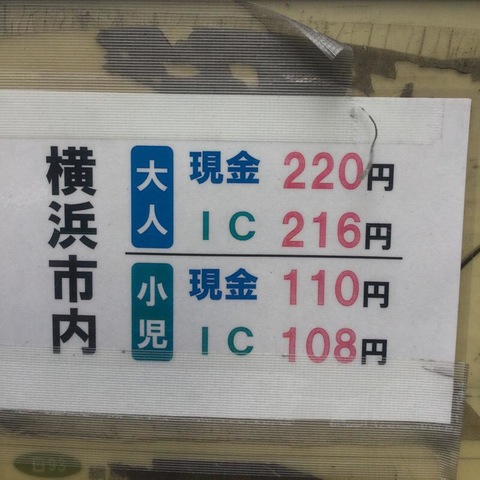 横浜市内
大人 現金 220円
IC 216円
小児 現金 110円
IC 108円